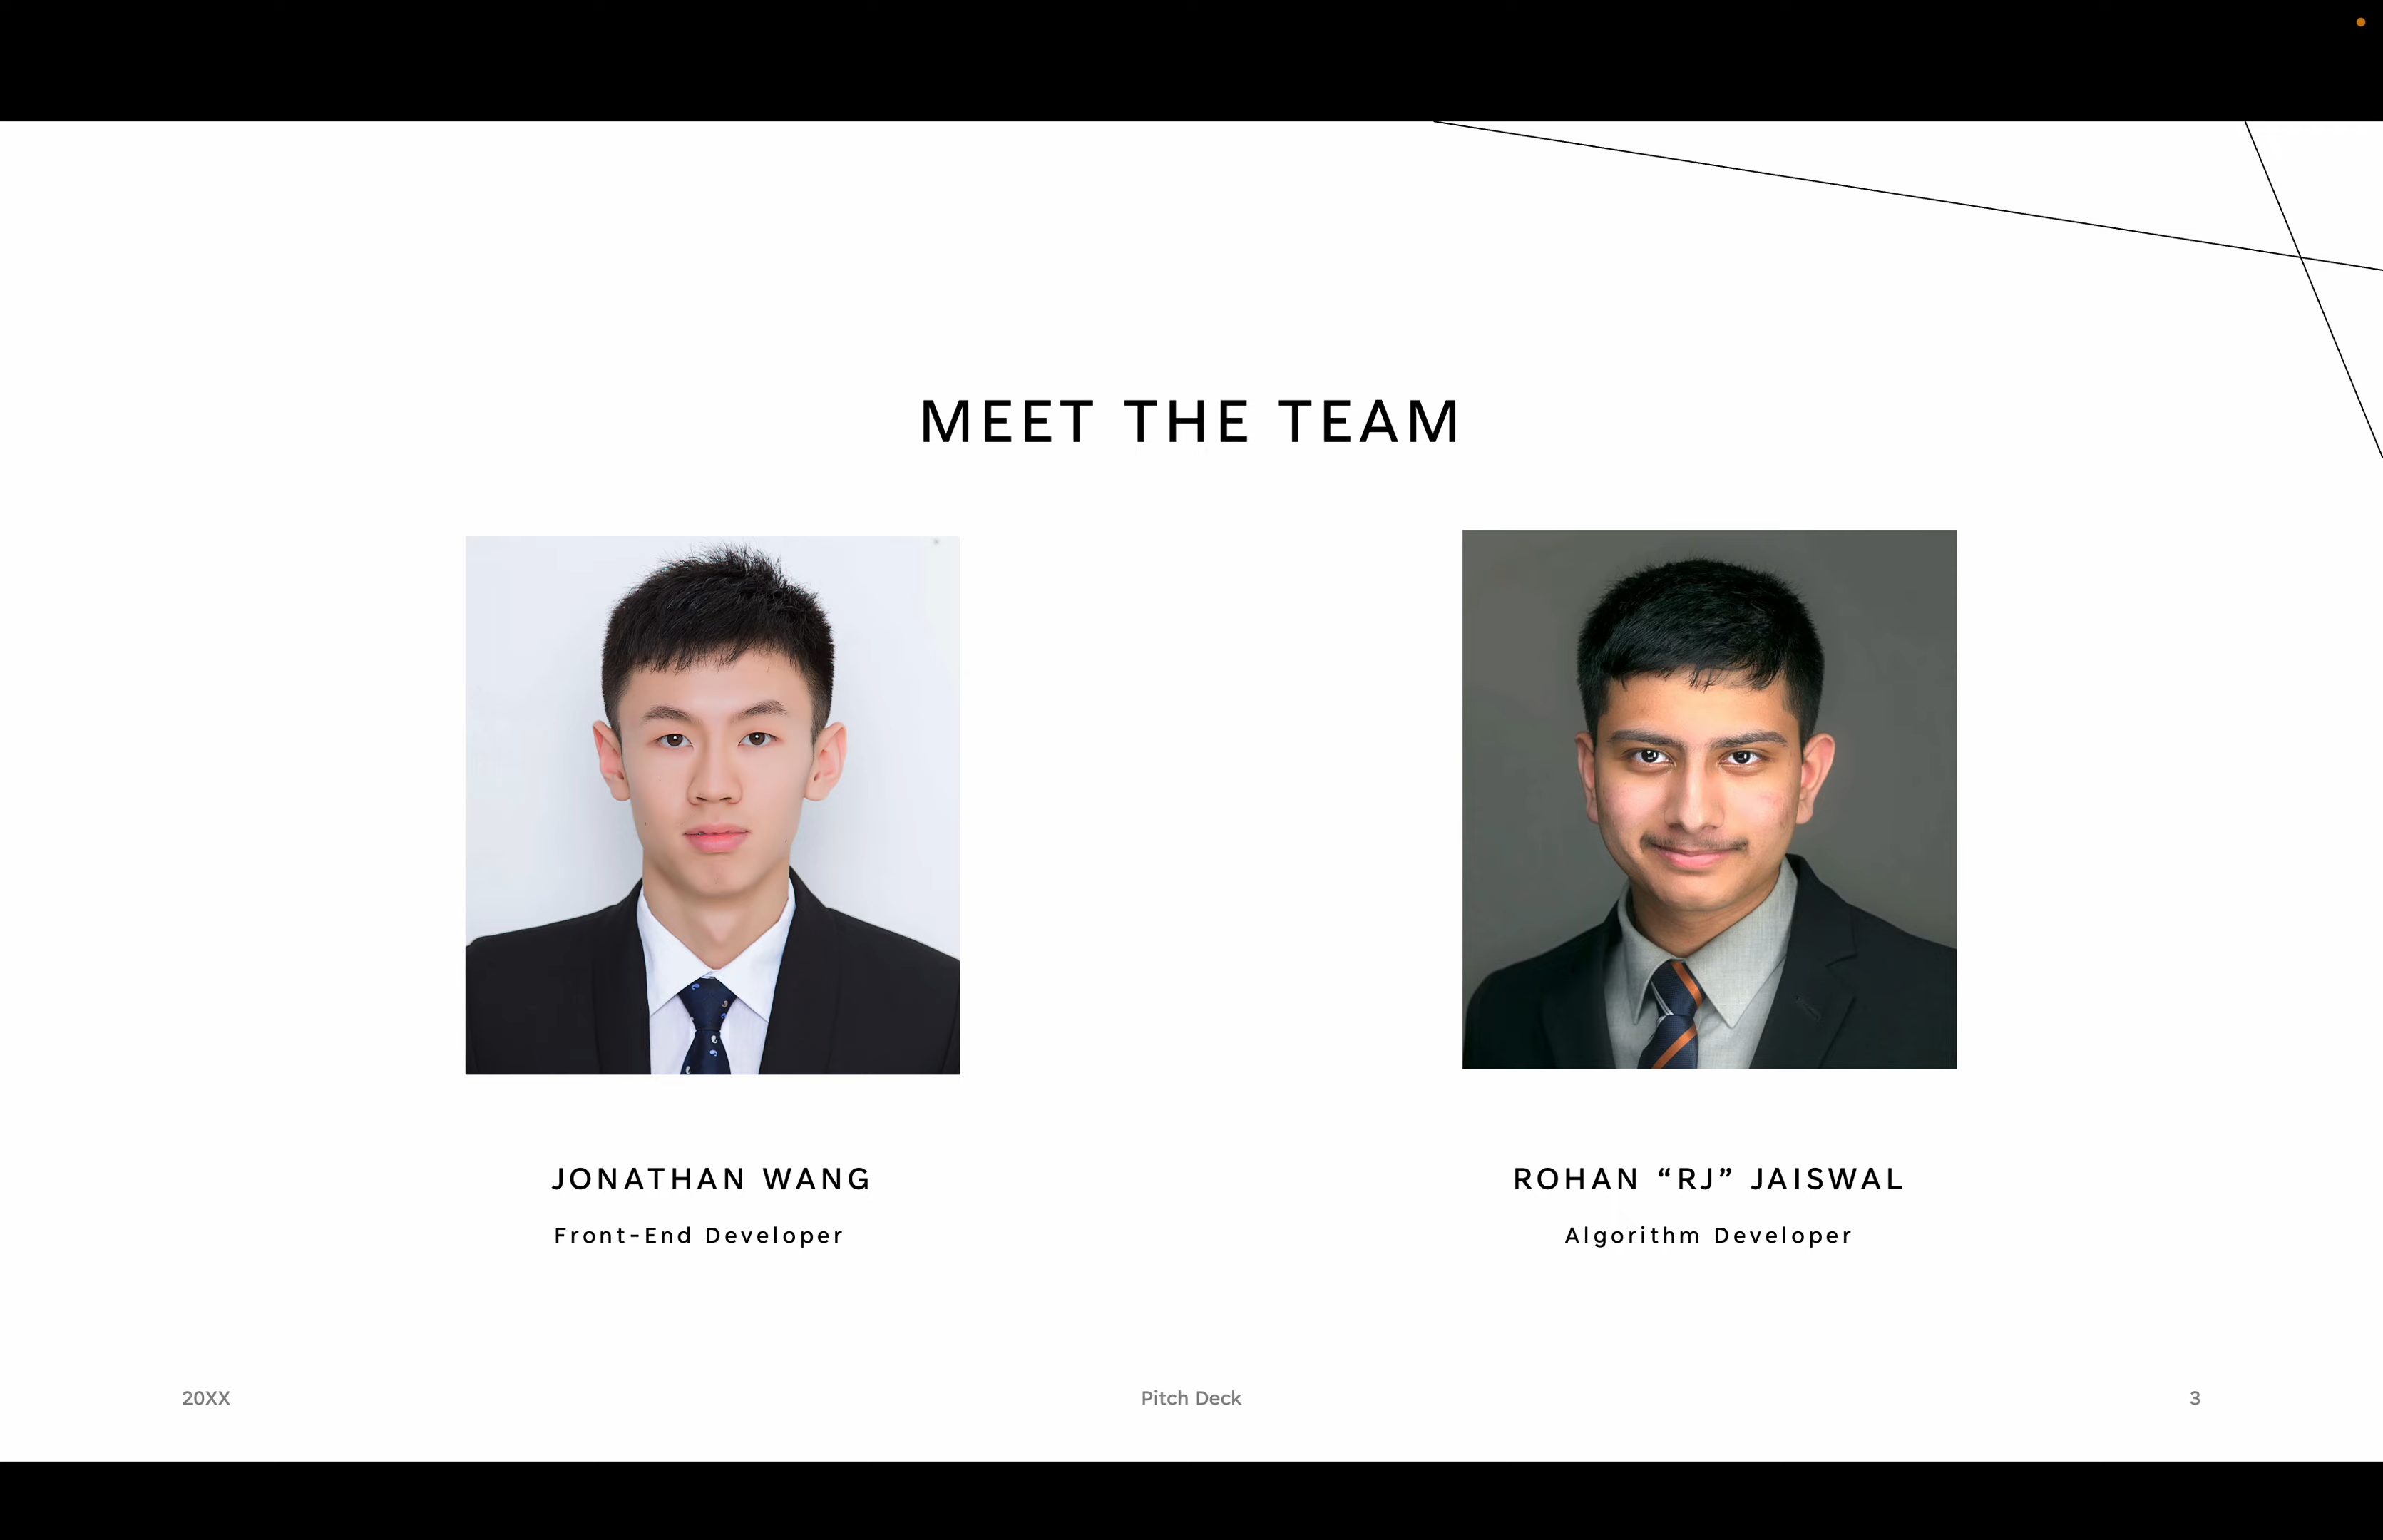 MEET THE TEAM
JONATHAN WANG
Front-End Developer
ROHAN “RJ” JAISWAL
Algorithm Developer
20XX
Pitch Deck
3